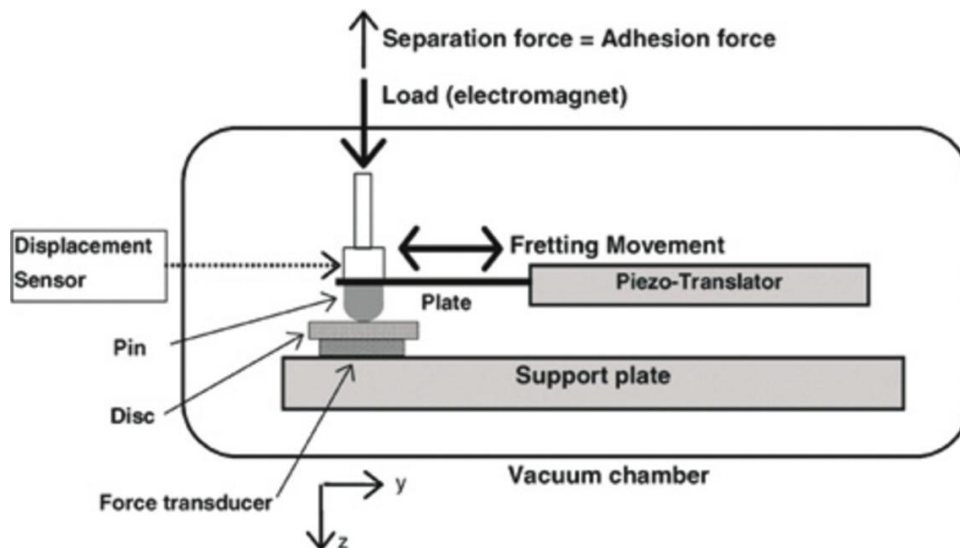 Separation force = Adhesion force
Load (electromagnet)
Displacement
Sensor
Fretting Movement
Piezo-Translator
Plate
Pin
Support plate
Disc
Vacuum chamber
Force transducer
y
z